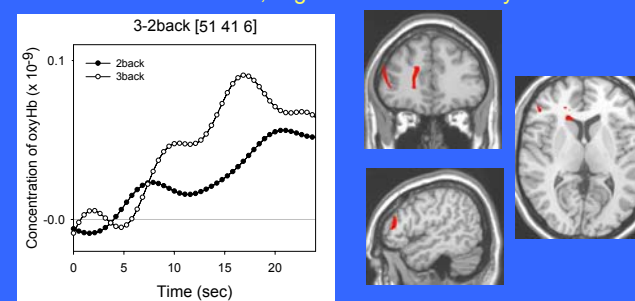 3-2back [51 41 6]
0.1
2back
3back
Concentration of oxyHb (x 10-9)
-0.0
0 5 10 15 20
Time (sec)